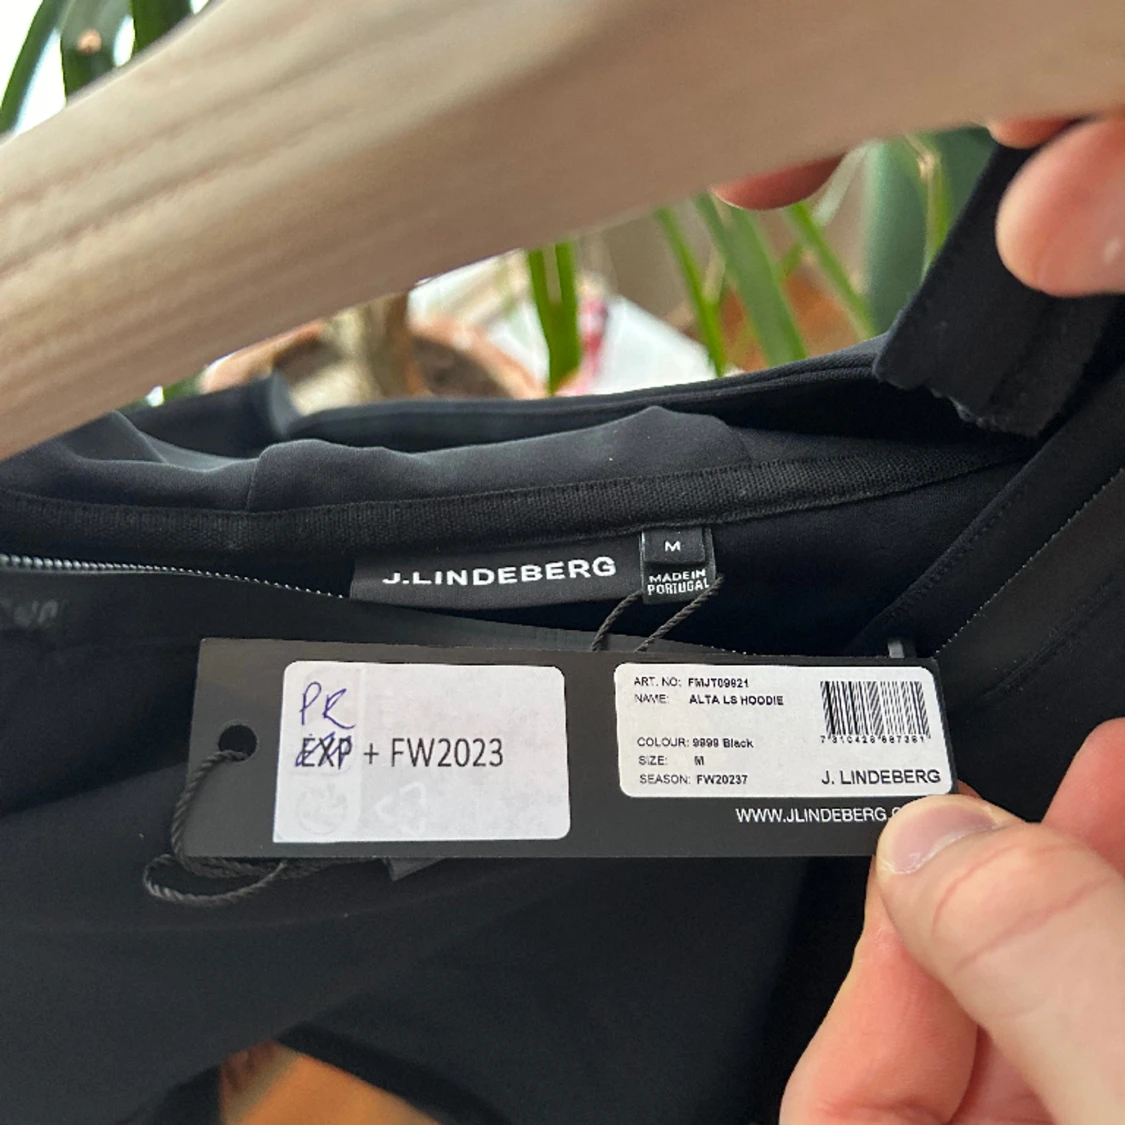 J.LINDEBERG
M
MADE IN
PORTUGAL
PR
EXP + FW2023
ART. NO: FMJT09821
NAME: ALTA LS HOODIE
COLOUR: 9999 Black
SIZE: M
SEASON: FW20237
J. LINDEBERG
WWW.JLINDEBERG.